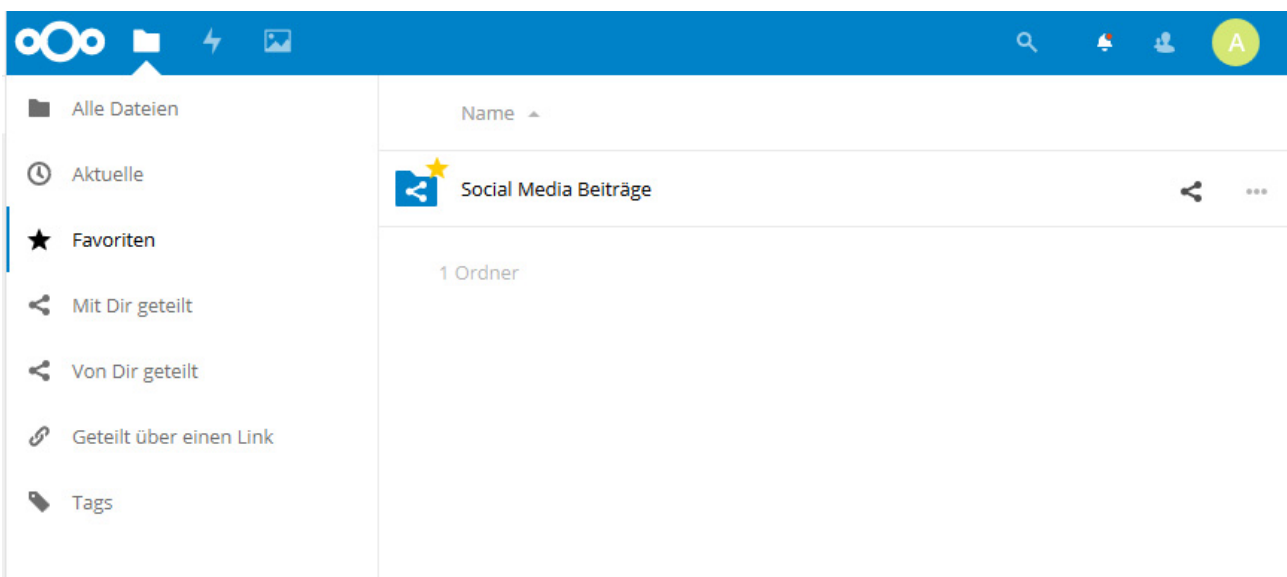 A
Alle Dateien
Aktuelle
Favoriten
Mit Dir geteilt
Von Dir geteilt
Geteilt über einen Link
Tags
Name
Social Media Beiträge
1 Ordner